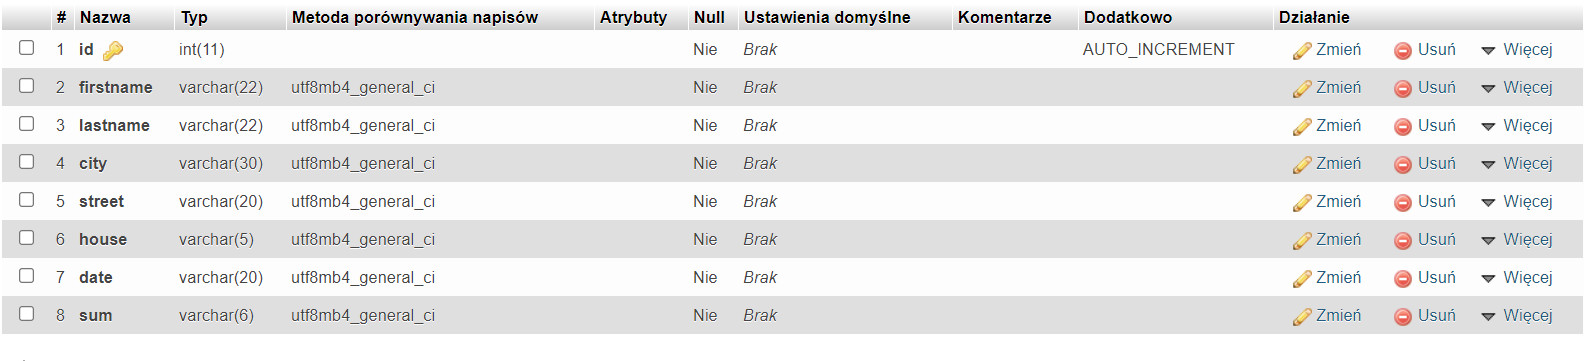 # Nazwa Typ Metoda porównywania napisów Atrybuty Null Ustawienia domyślne Komentarze Dodatkowo Działanie
1 id int(11) Nie Brak AUTO_INCREMENT Zmień Usuń Więcej
2 firstname varchar(22) utf8mb4_general_ci Nie Brak Zmień Usuń Więcej
3 lastname varchar(22) utf8mb4_general_ci Nie Brak Zmień Usuń Więcej
4 city varchar(30) utf8mb4_general_ci Nie Brak Zmień Usuń Więcej
5 street varchar(20) utf8mb4_general_ci Nie Brak Zmień Usuń Więcej
6 house varchar(5) utf8mb4_general_ci Nie Brak Zmień Usuń Więcej
7 date varchar(20) utf8mb4_general_ci Nie Brak Zmień Usuń Więcej
8 sum varchar(6) utf8mb4_general_ci Nie Brak Zmień Usuń Więcej